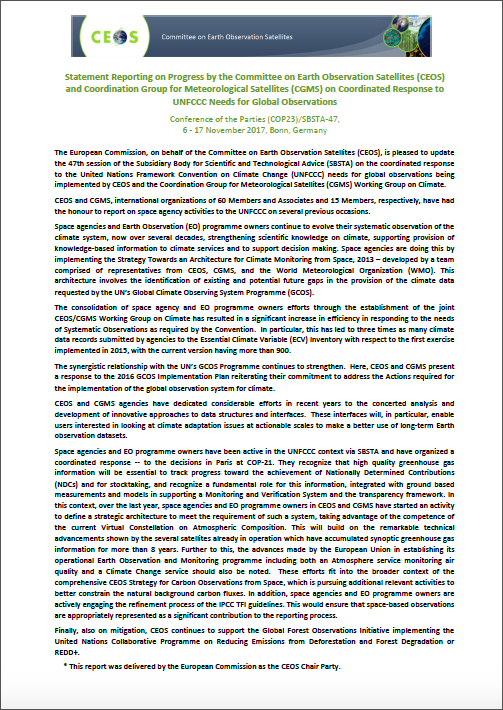 CEOS
Committee on Earth Observation Satellites
Statement Reporting on Progress by the Committee on Earth Observation Satellites (CEOS)
and Coordination Group for Meteorological Satellites (CGMS) on Coordinated Response to
UNFCCC Needs for Global Observations
Conference of the Parties (COP23)/SBSTA-47,
6 - 17 November 2017, Bonn, Germany
The European Commission, on behalf of the Committee on Earth Observation Satellites (CEOS), is pleased to update
the 47th session of the Subsidiary Body for Scientific and Technological Advice (SBSTA) on the coordinated response
to the United Nations Framework Convention on Climate Change (UNFCCC) needs for global observations being
implemented by CEOS and the Coordination Group for Meteorological Satellites (CGMS) Working Group on Climate.
CEOS and CGMS, international organizations of 60 Members and Associates and 15 Members, respectively, have had
the honour to report on space agency activities to the UNFCCC on several previous occasions.
Space agencies and Earth Observation (EO) programme owners continue to evolve their systematic observation of the
climate system, now over several decades, strengthening scientific knowledge on climate, supporting provision of
knowledge-based information to climate services and to support decision making. Space agencies are doing this by
implementing the Strategy Towards an Architecture for Climate Monitoring from Space, 2013 – developed by a team
comprised of representatives from CEOS, CGMS, and the World Meteorological Organization (WMO). This
architecture involves the identification of existing and potential future gaps in the provision of the climate data
requested by the UN's Global Climate Observing System Programme (GCOS).
The consolidation of space agency and EO programme owners efforts through the establishment of the joint
CEOS/CGMS Working Group on Climate has resulted in a significant increase in efficiency in responding to the needs
of Systematic Observations as required by the Convention. In particular, this has led to three times as many climate
data records submitted by agencies to the Essential Climate Variable (ECV) Inventory with respect to the first exercise
implemented in 2015, with the current version having more than 900.
The synergistic relationship with the UN's GCOS Programme continues to strengthen. Here, CEOS and CGMS present
a response to the 2016 GCOS Implementation Plan reiterating their commitment to address the Actions required for
the implementation of the global observation system for climate.
CEOS and CGMS agencies have dedicated considerable efforts in recent years to the concerted analysis and
development of innovative approaches to data structures and interfaces. These interfaces will, in particular, enable
users interested in looking at climate adaptation issues at actionable scales to make a better use of long-term Earth
observation datasets.
Space agencies and EO programme owners have been active in the UNFCCC context via SBSTA and have organized a
coordinated response -- to the decisions in Paris at COP-21. They recognize that high quality greenhouse gas
information will be essential to track progress toward the achievement of Nationally Determined Contributions
(NDCs) and for stocktaking, and recognize a fundamental role for this information, integrated with ground based
measurements and models in supporting a Monitoring and Verification System and the transparency framework. In
this context, over the last year, space agencies and EO programme owners in CEOS and CGMS have started an activity
to define a strategic architecture to meet the requirement of such a system, taking advantage of the competence of
the current Virtual Constellation on Atmospheric Composition. This will build on the remarkable technical
advancements shown by the several satellites already in operation which have accumulated synoptic greenhouse gas
information for more than 8 years. Further to this, the advances made by the European Union in establishing its
operational Earth Observation and Monitoring programme including both an Atmosphere service monitoring air
quality and a Climate Change service should also be noted. These efforts fit into the broader context of the
comprehensive CEOS Strategy for Carbon Observations from Space, which is pursuing additional relevant activities to
better constrain the natural background carbon fluxes. In addition, space agencies and EO programme owners are
actively engaging the refinement process of the IPCC TFI guidelines. This would ensure that space-based observations
are appropriately represented as a significant contribution to the reporting process.
Finally, also on mitigation, CEOS continues to support the Global Forest Observations Initiative implementing the
United Nations Collaborative Programme on Reducing Emissions from Deforestation and Forest Degradation or
REDD+.
* This report was delivered by the European Commission as the CEOS Chair Party.